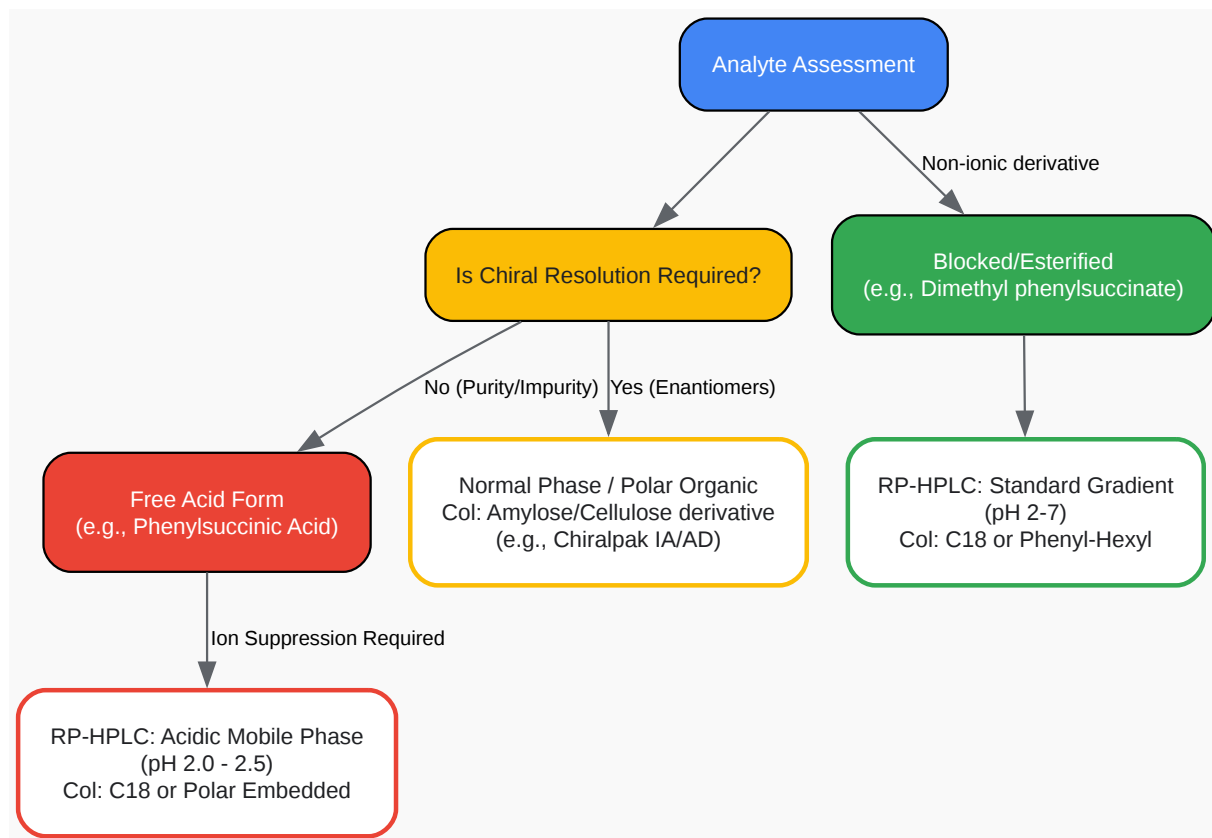 Analyte Assessment
Non-ionic derivative
Is Chiral Resolution Required?
Blocked/Esterified
(e.g., Dimethyl phenylsuccinate)
No (Purity/Impurity)
Yes (Enantiomers)
Free Acid Form
(e.g., Phenylsuccinic Acid)
Normal Phase / Polar Organic
Col: Amylose/Cellulose derivative
(e.g., Chiralpak IA/AD)
RP-HPLC: Standard Gradient
(pH 2-7)
Col: C18 or Phenyl-Hexyl
Ion Suppression Required
RP-HPLC: Acidic Mobile Phase
(pH 2.0 - 2.5)
Col: C18 or Polar Embedded